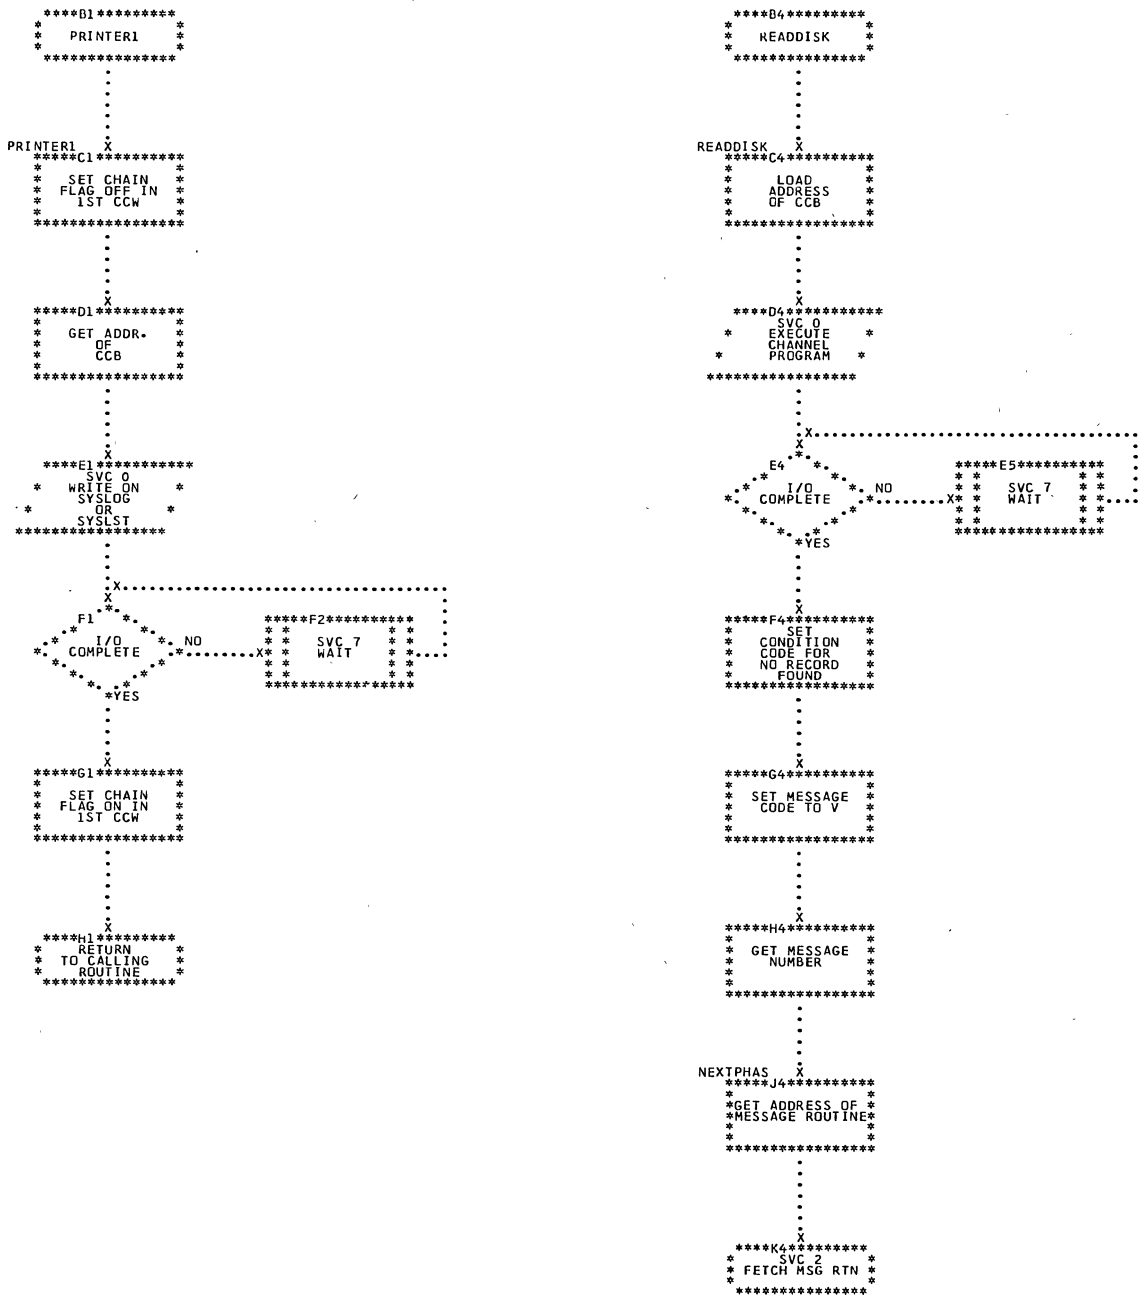 B1
PRINTER1
PRINTER1
C1
SET CHAIN
FLAG OFF IN
1ST CCW
D1
GET ADDR.
OF
CCB
E1
SVC 0
WRITE ON
SYSLOG
OR
SYSLST
F1
I/O
COMPLETE
NO
YES
F2
SVC 7
WAIT
G1
SET CHAIN
FLAG ON IN
1ST CCW
H1
RETURN
TO CALLING
ROUTINE
B4
READDISK
READDISK
C4
LOAD
ADDRESS
OF CCB
D4
SVC 0
EXECUTE
CHANNEL
PROGRAM
E4
I/O
COMPLETE
NO
YES
E5
SVC 7
WAIT
F4
SET
CONDITION
CODE FOR
NO RECORD
FOUND
G4
SET MESSAGE
CODE TO V
H4
GET MESSAGE
NUMBER
NEXTPHAS
J4
GET ADDRESS OF
MESSAGE ROUTINE
K4
SVC 2
FETCH MSG RTN